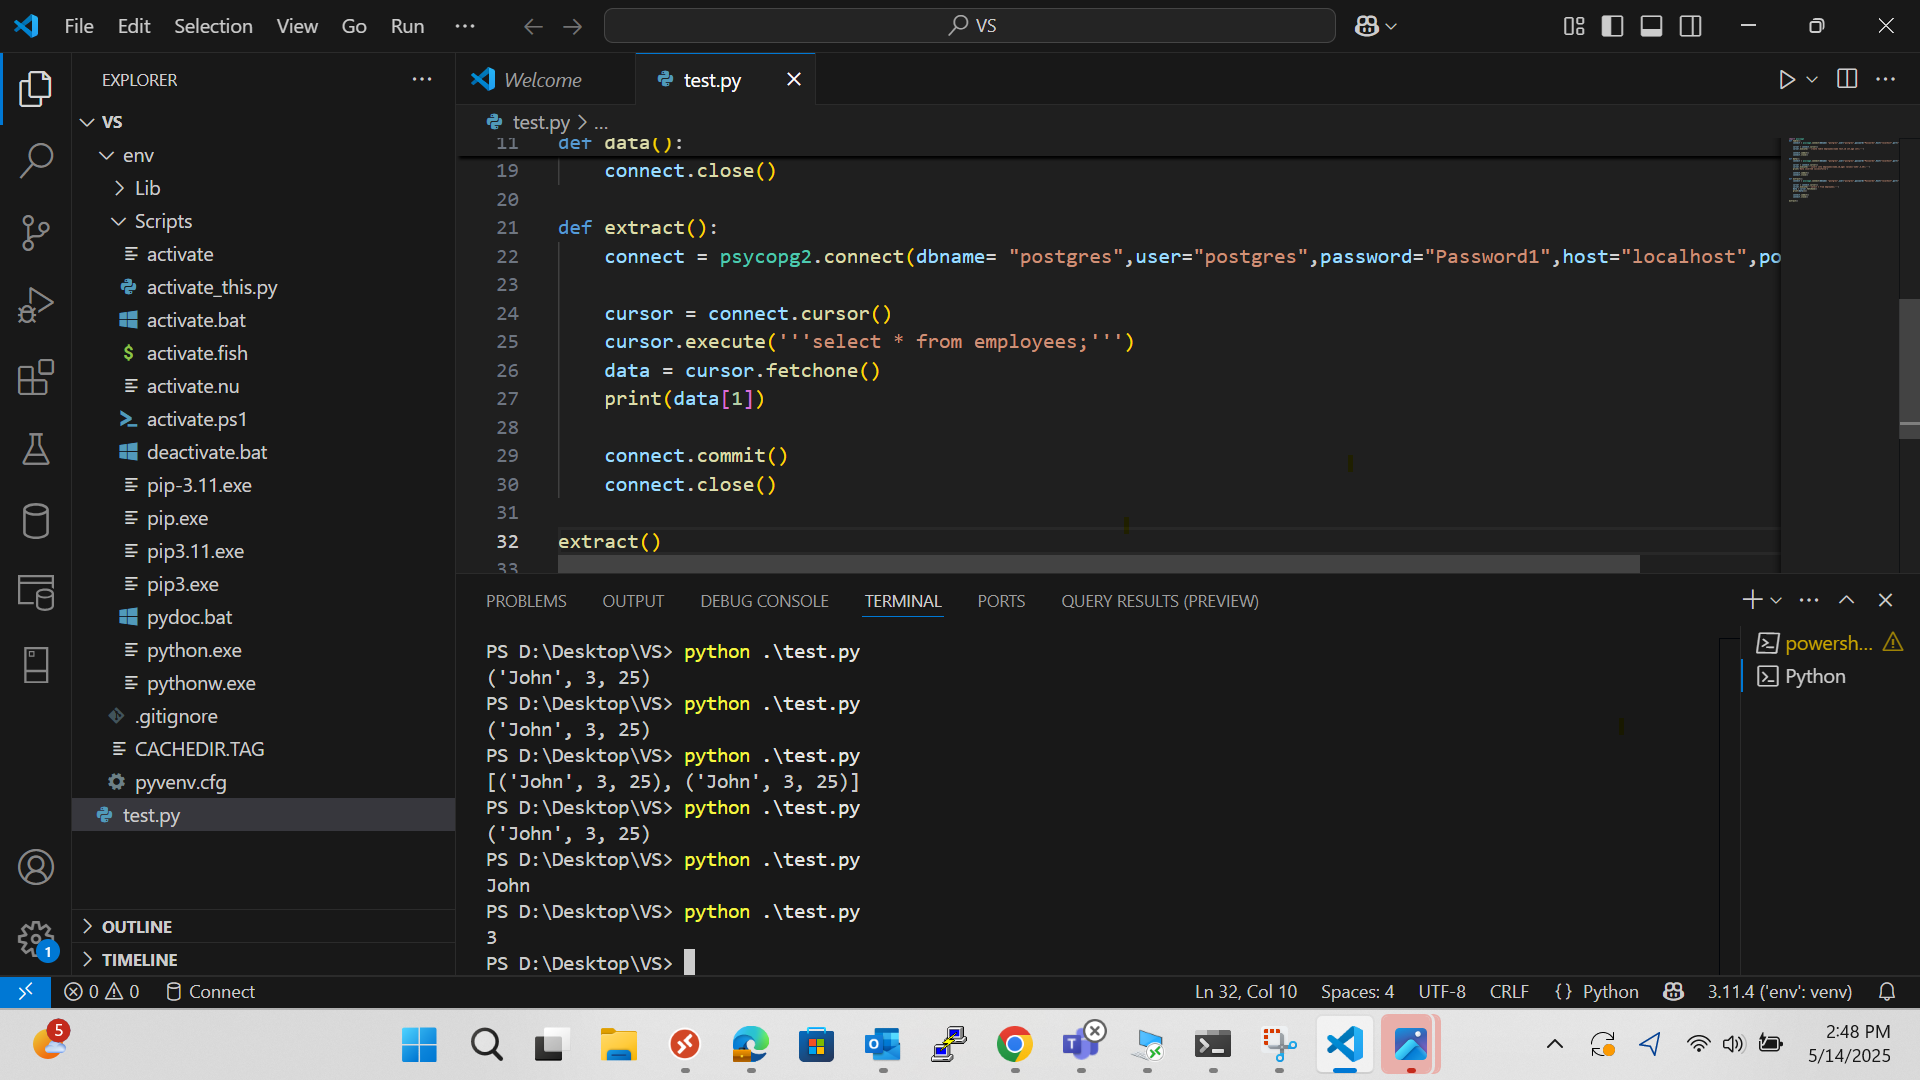 File Edit Selection View Go Run ...
VS
EXPLORER
Welcome
test.py
test.py > ...
VS
env
Lib
Scripts
activate
activate_this.py
activate.bat
activate.fish
activate.nu
activate.ps1
deactivate.bat
pip-3.11.exe
pip.exe
pip3.11.exe
pip3.exe
pydoc.bat
python.exe
pythonw.exe
.gitignore
CACHEDIR.TAG
pyvenv.cfg
test.py
OUTLINE
TIMELINE
1
11 def data():
19 connect.close()
20
21 def extract():
22 connect = psycopg2.connect(dbname= "postgres",user="postgres",password="Password1",host="localhost",po
23
24 cursor = connect.cursor()
25 cursor.execute('''select * from employees;''')
26 data = cursor.fetchone()
27 print(data[1])
28
29 connect.commit()
30 connect.close()
31
32 extract()
33
PROBLEMS OUTPUT DEBUG CONSOLE TERMINAL PORTS QUERY RESULTS (PREVIEW)
PS D:\Desktop\VS> python .\test.py
('John', 3, 25)
PS D:\Desktop\VS> python .\test.py
('John', 3, 25)
PS D:\Desktop\VS> python .\test.py
[('John', 3, 25), ('John', 3, 25)]
PS D:\Desktop\VS> python .\test.py
('John', 3, 25)
PS D:\Desktop\VS> python .\test.py
John
PS D:\Desktop\VS> python .\test.py
3
PS D:\Desktop\VS>
powersh...
Python
0 0 Connect
Ln 32, Col 10 Spaces: 4 UTF-8 CRLF {} Python 3.11.4 ('env': venv)
5
2:48 PM
5/14/2025